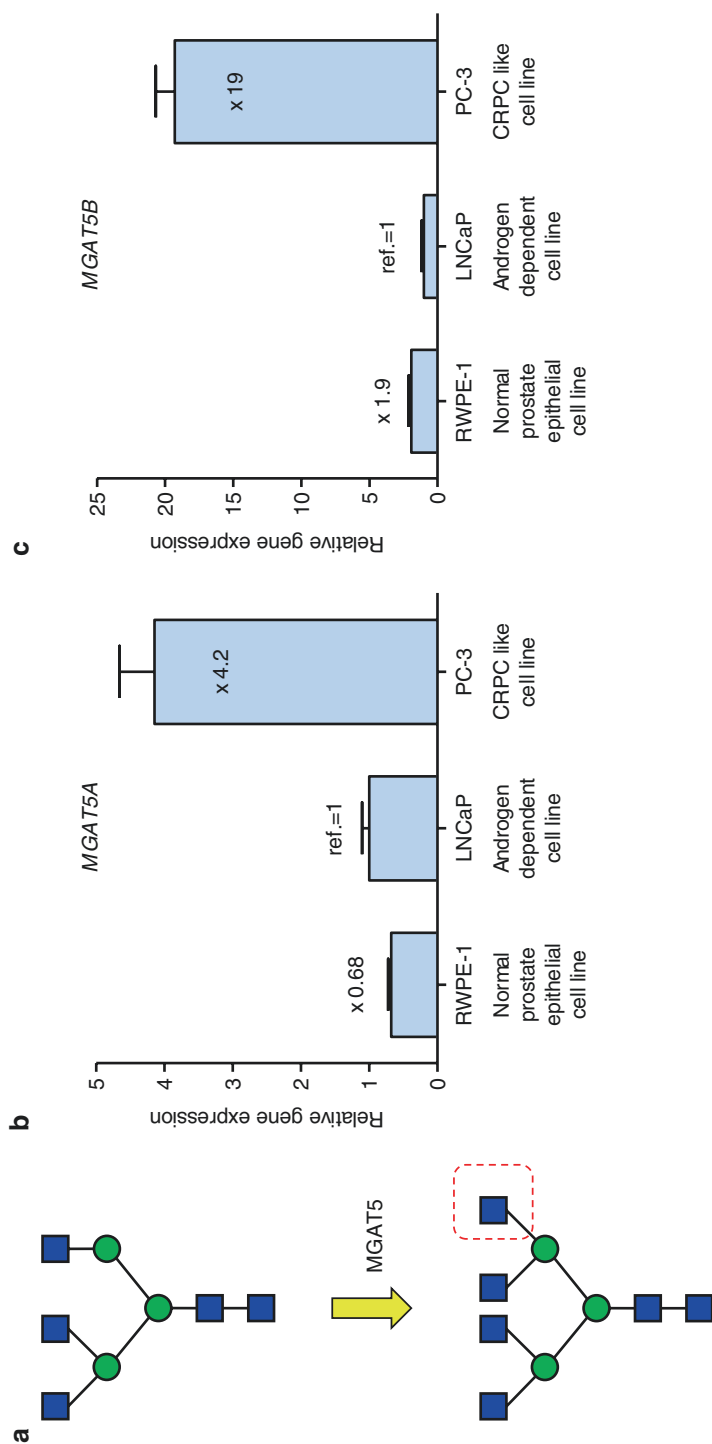 a
MGAT5
b
MGAT5A
Relative gene expression
5
4
3
2
1
0
x 0.68
ref.=1
x 4.2
RWPE-1
LNCaP
PC-3
Normal
prostate
epithelial
cell line
Androgen
dependent
cell line
CRPC like
cell line
c
MGAT5B
Relative gene expression
25
20
15
10
5
0
x 1.9
ref.=1
x 19
RWPE-1
LNCaP
PC-3
Normal
prostate
epithelial
cell line
Androgen
dependent
cell line
CRPC like
cell line